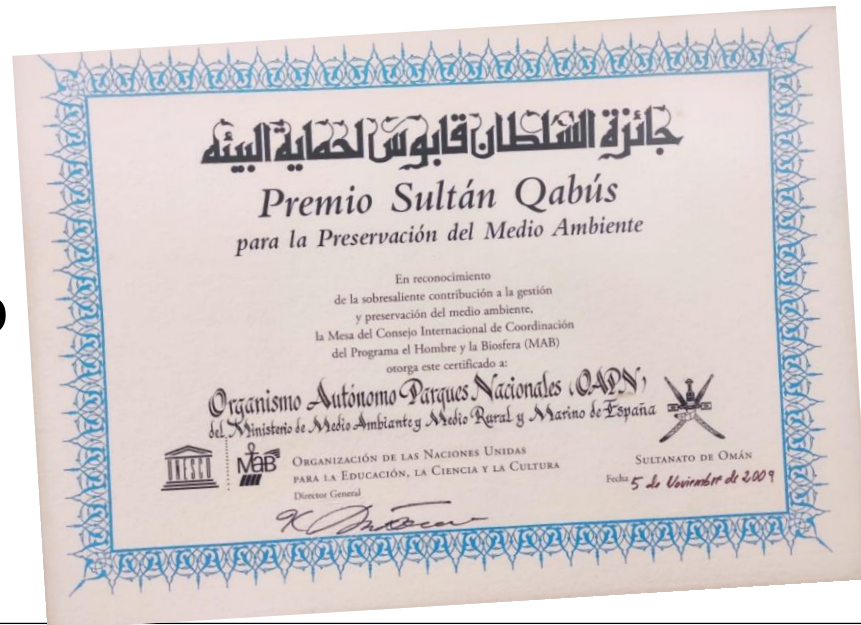 جائزة السلطان قابوس لحماية البيئه
Premio Sultán Qabús
para la Preservación del Medio Ambiente
En reconocimiento
de la sobresaliente contribución a la gestión
y preservación del medio ambiente,
la Mesa del Consejo Internacional de Coordinación
del Programa el Hombre y la Biosfera (MAB)
otorga este certificado a:
Organismo Autónomo Parques Nacionales (OAPN)
del Ministerio de Medio Ambiante y Medio Rural y Marino de España
UNESCO
MaB
ORGANIZACIÓN DE LAS NACIONES UNIDAS
PARA LA EDUCACIÓN, LA CIENCIA Y LA CULTURA
Director General
SULTANATO DE OMÁN
Fecha 5 de Noviembre de 2009